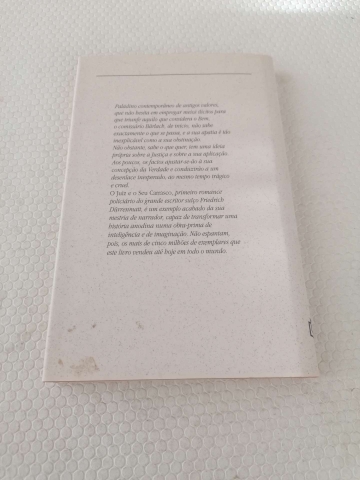 Paladino contemporâneo de antigos valores,
que não hesita em empregar meios ilícitos para
que triunfe aquilo que considera o Bem,
o comissário Bärlach, de início, não sabe
exactamente o que se passa, e a sua apatia é tão
inexplicável como a sua obstinação.
Não obstante, sabe o que quer, tem uma ideia
própria sobre a Justiça e sobre a sua aplicação.
Aos poucos, os factos ajustar-se-ão à sua
concepção da Verdade e conduzirão a um
desenlace inesperado, ao mesmo tempo trágico
e cruel.
O Juiz e o Seu Carrasco, primeiro romance
policiário do grande escritor suíço Friedrich
Dürrenmatt, é um exemplo acabado da sua
mestria de narrador, capaz de transformar uma
história anódina numa obra-prima de
inteligência e de imaginação. Não espantam,
pois, os mais de cinco milhões de exemplares que
este livro vendeu até hoje em todo o mundo.